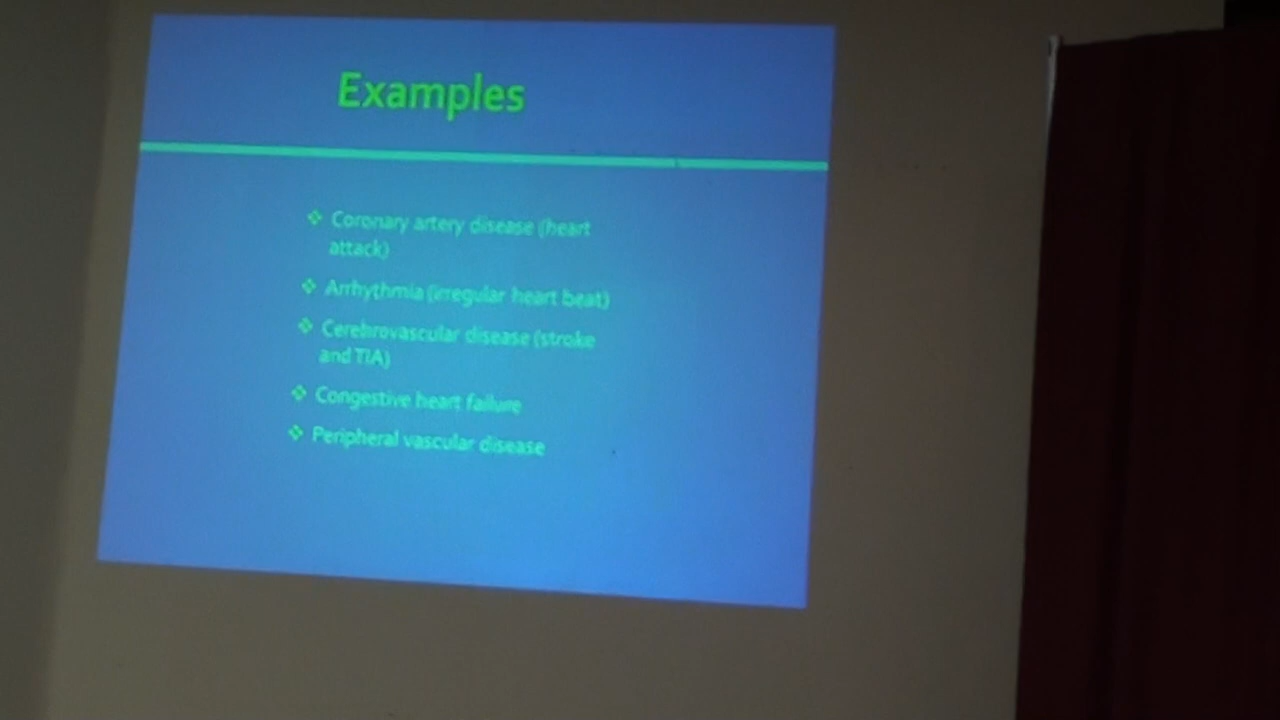 Examples
Coronary artery disease (heart
attack)
Arrhythmia (irregular heart beat)
Cerebrovascular disease (stroke
and TIA)
Congestive heart failure
Peripheral vascular disease